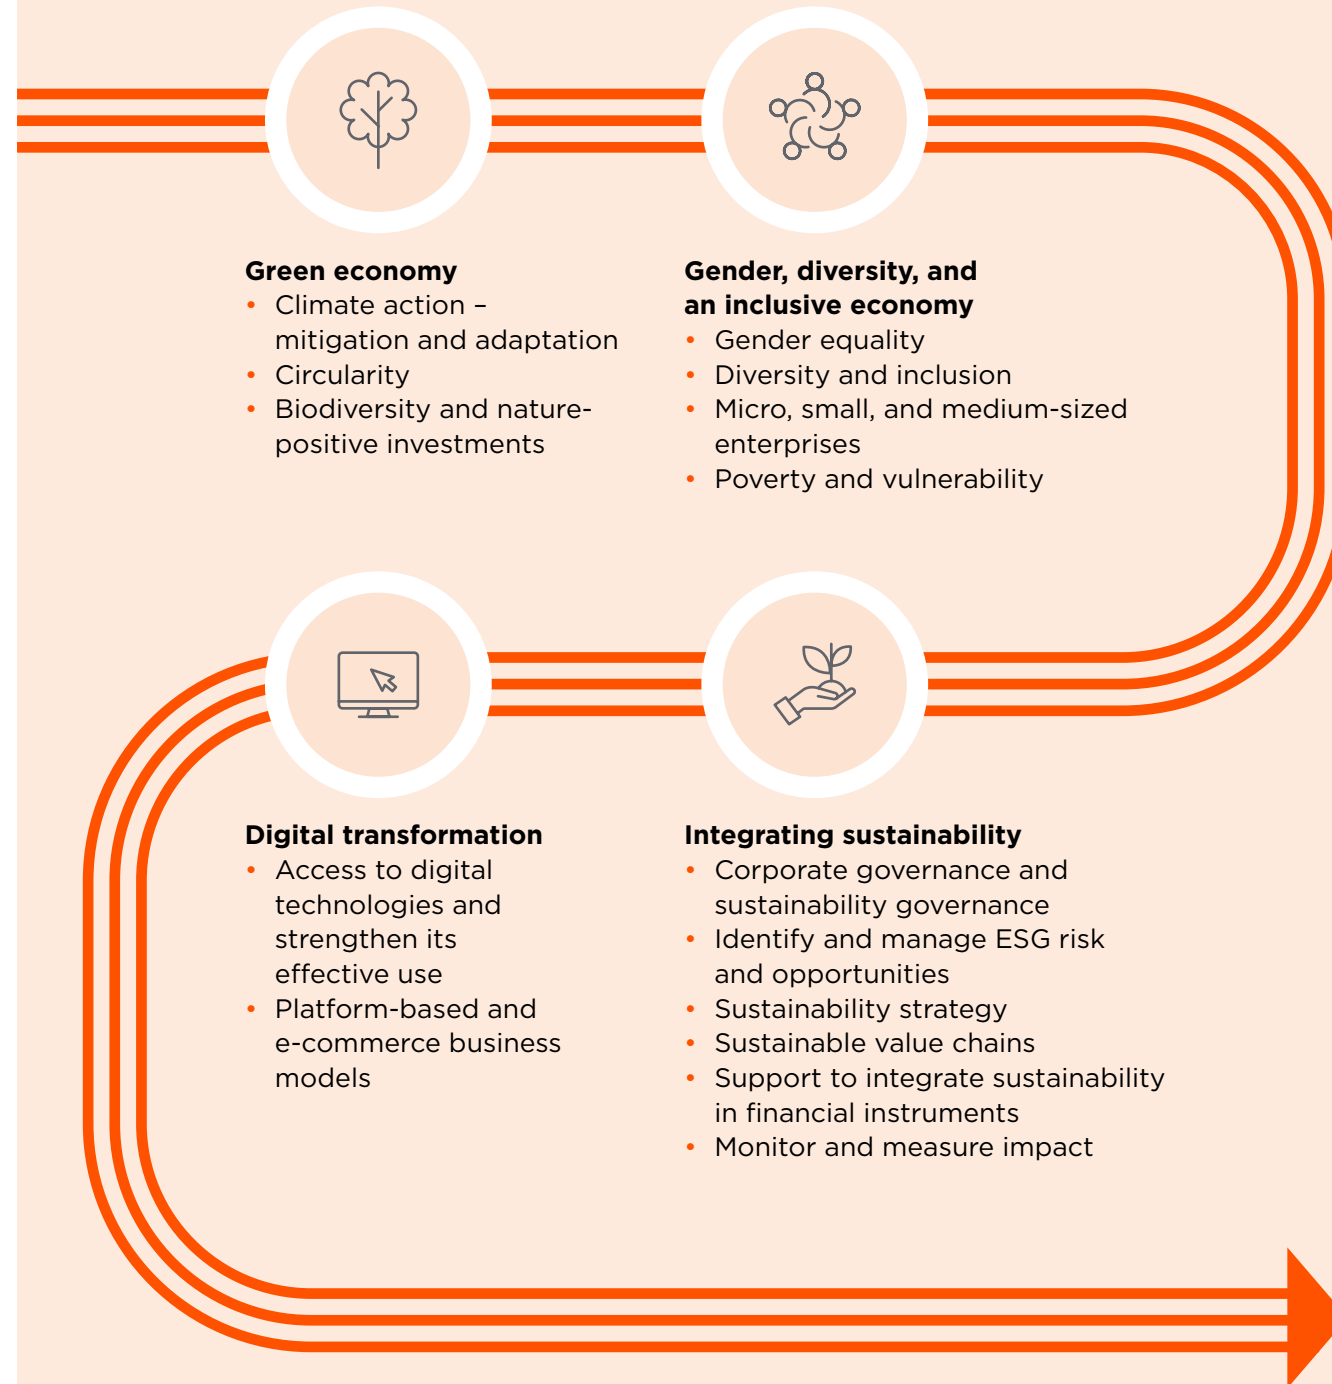 Green economy
• Climate action –
mitigation and adaptation
• Circularity
• Biodiversity and nature-
positive investments
Gender, diversity, and
an inclusive economy
• Gender equality
• Diversity and inclusion
• Micro, small, and medium-sized
enterprises
• Poverty and vulnerability
Digital transformation
• Access to digital
technologies and
strengthen its
effective use
• Platform-based and
e-commerce business
models
Integrating sustainability
• Corporate governance and
sustainability governance
• Identify and manage ESG risk
and opportunities
• Sustainability strategy
• Sustainable value chains
• Support to integrate sustainability
in financial instruments
• Monitor and measure impact